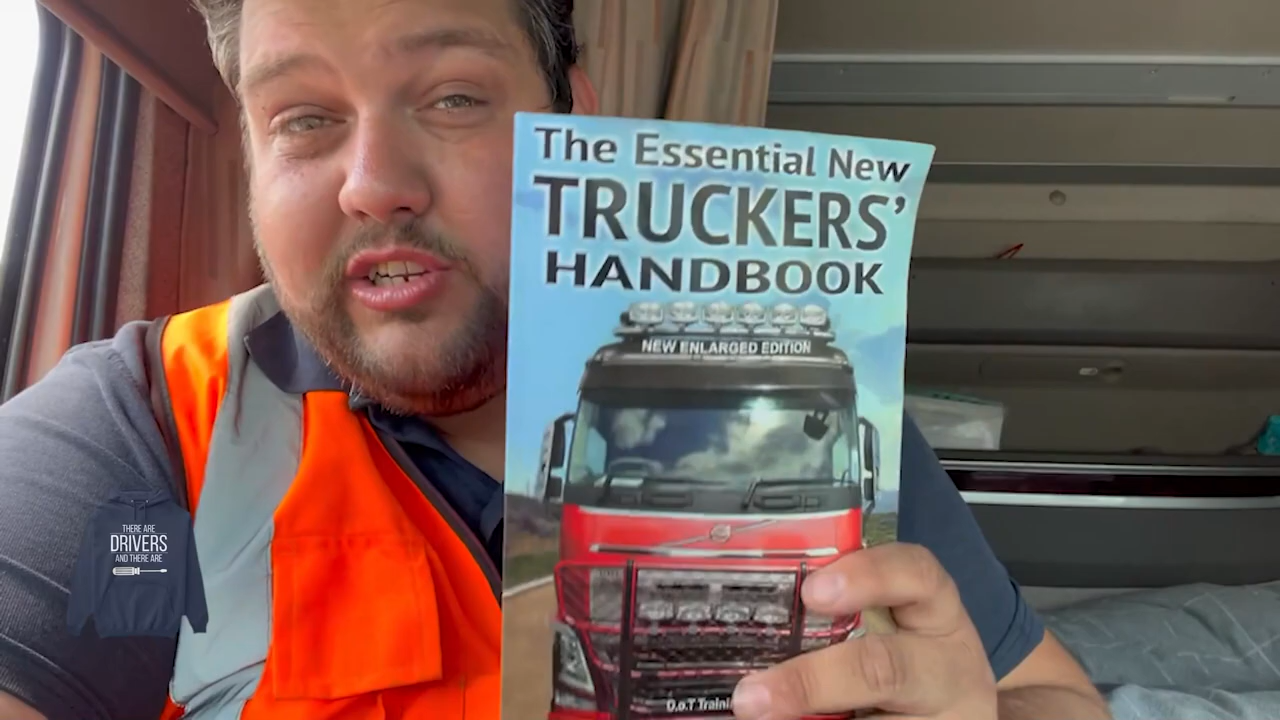 The Essential New
TRUCKERS'
HANDBOOK
NEW ENLARGED EDITION
D.o.T
THERE ARE
DRIVERS
AND THERE ARE